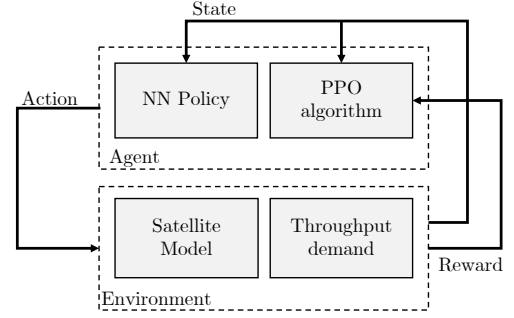 State
Action
NN Policy
PPO
algorithm
Agent
Satellite
Model
Throughput
demand
Reward
Environment